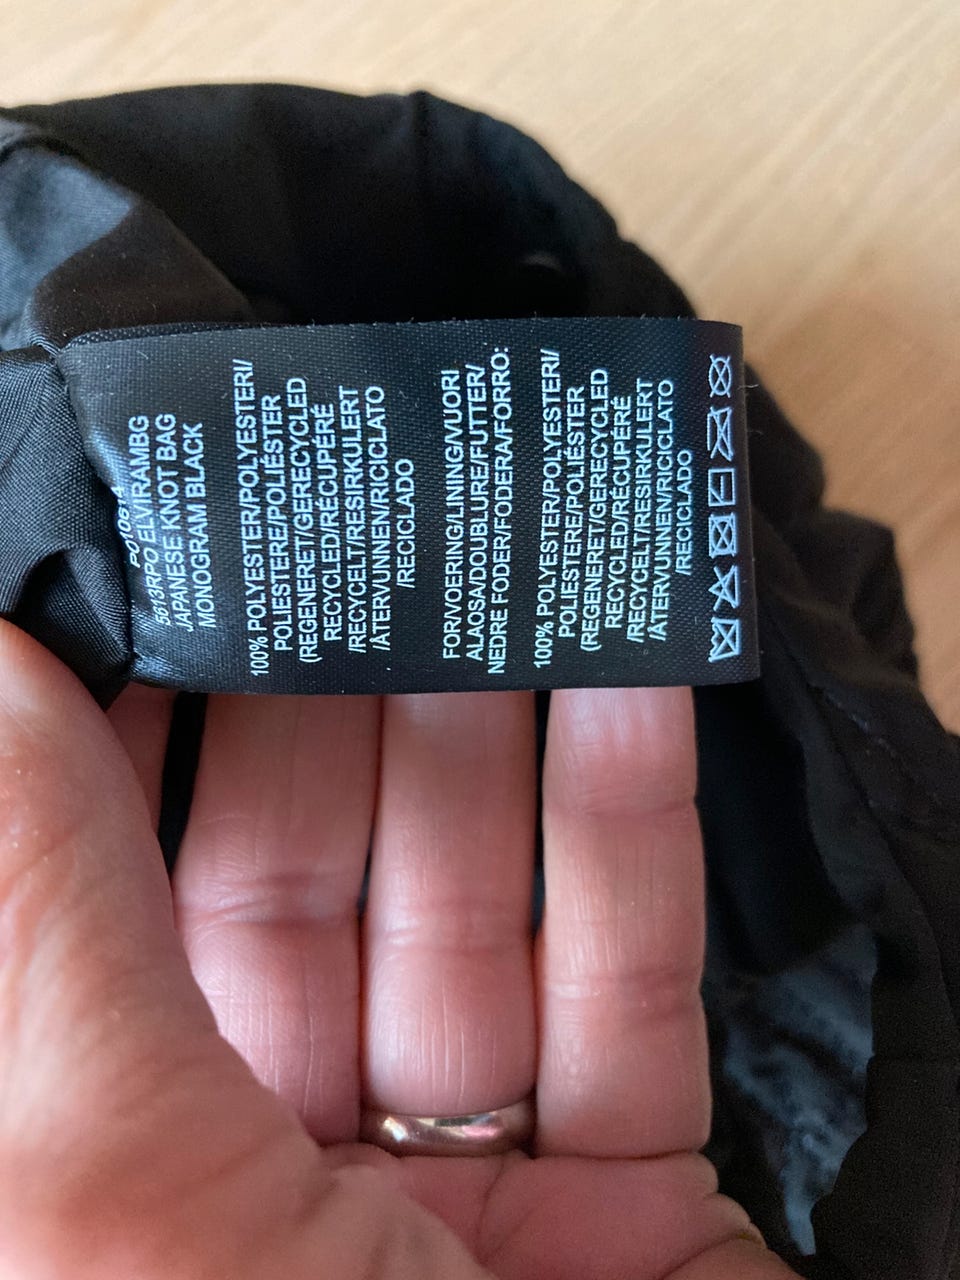 PO10614
5613RPO ELVIRAMBG
JAPANESE KNOT BAG
MONOGRAM BLACK
100% POLYESTER/POLYESTERI/
POLIESTERE/POLIÉSTER
(REGENERET/GERECYCLED
RECYCLED/RÉCUPÉRÉ
/RECYCELT/RESIRKULERT
/ÅTERVUNNEN/RICICLATO
/RECICLADO
FOR/VOERING/LINING/VUORI
ALAOSA/DOUBLURE/FUTTER/
NEDRE FODER/FODERA/FORRO:
100% POLYESTER/POLYESTERI/
POLIESTERE/POLIÉSTER
(REGENERET/GERECYCLED
RECYCLED/RÉCUPÉRÉ
/RECYCELT/RESIRKULERT
/ÅTERVUNNEN/RICICLATO
/RECICLADO